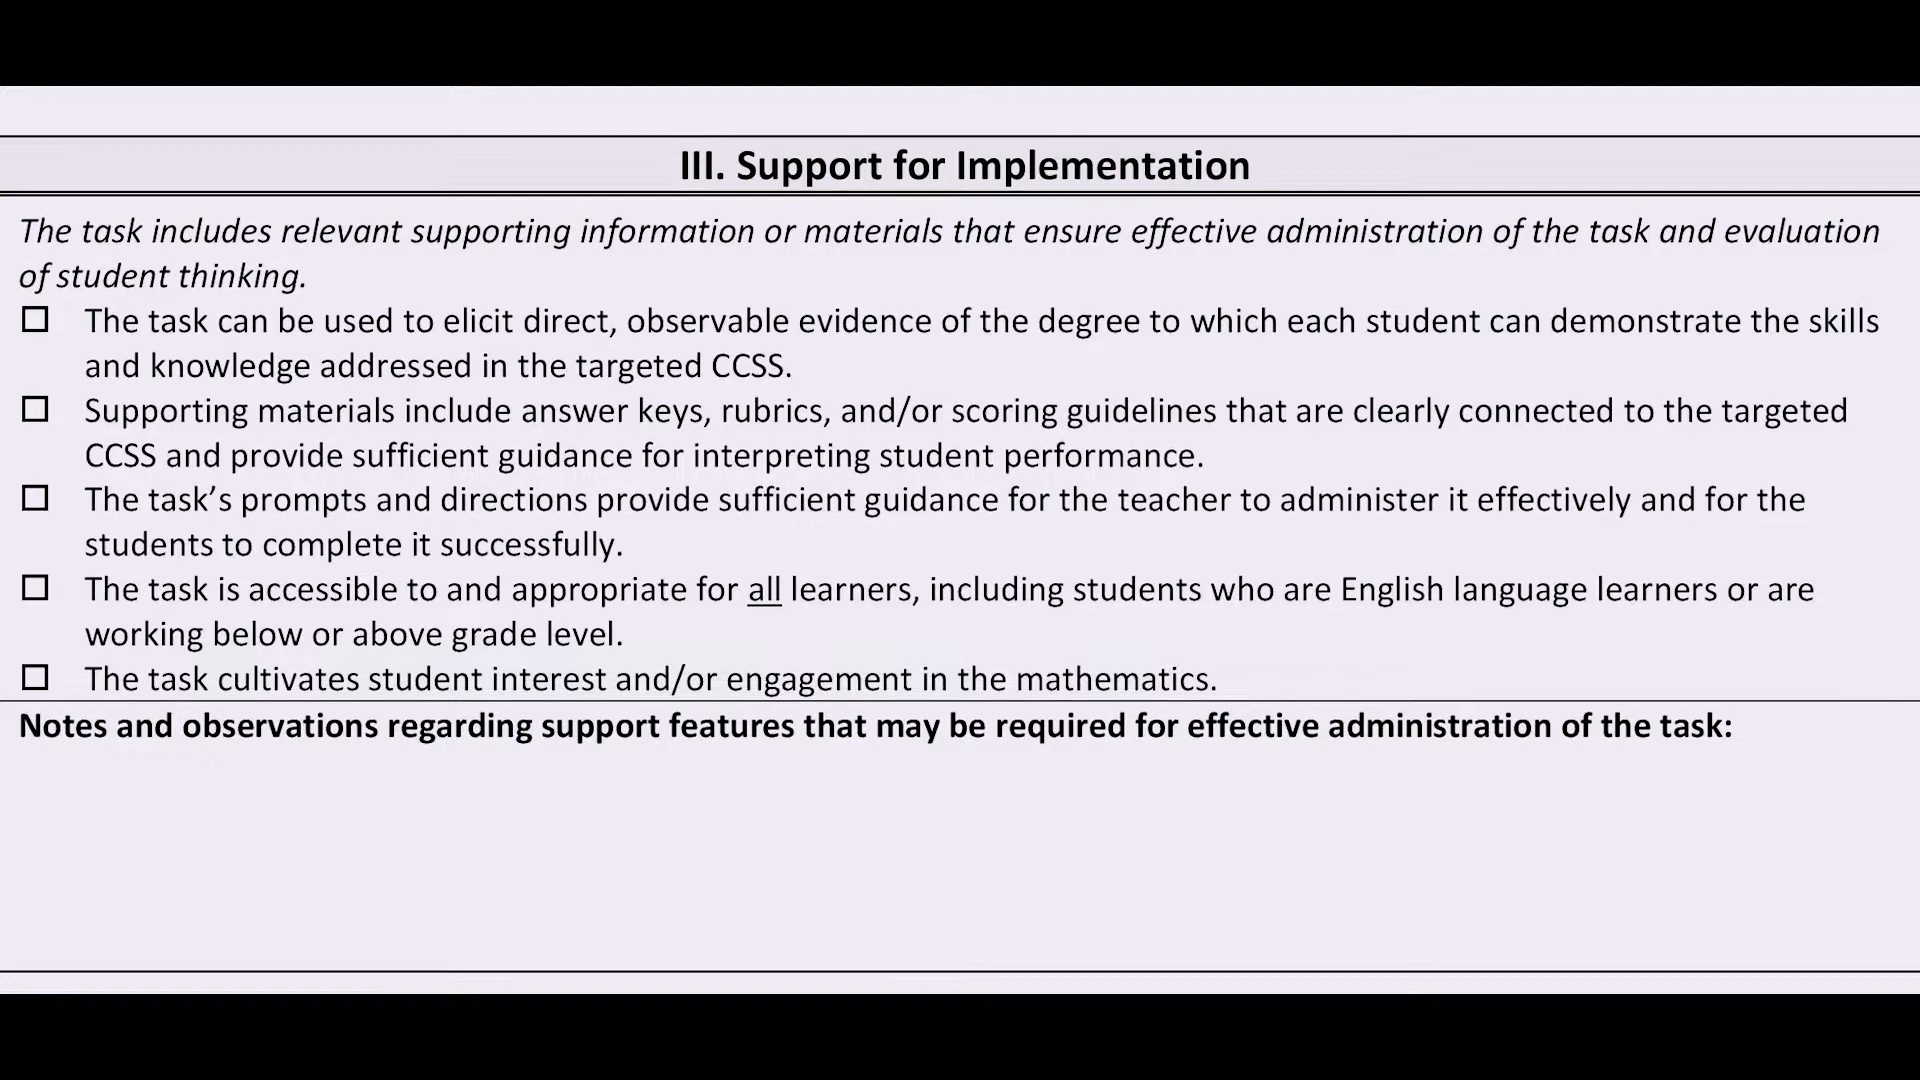 III. Support for Implementation
The task includes relevant supporting information or materials that ensure effective administration of the task and evaluation
of student thinking.
☐ The task can be used to elicit direct, observable evidence of the degree to which each student can demonstrate the skills
and knowledge addressed in the targeted CCSS.
☐ Supporting materials include answer keys, rubrics, and/or scoring guidelines that are clearly connected to the targeted
CCSS and provide sufficient guidance for interpreting student performance.
☐ The task’s prompts and directions provide sufficient guidance for the teacher to administer it effectively and for the
students to complete it successfully.
☐ The task is accessible to and appropriate for all learners, including students who are English language learners or are
working below or above grade level.
☐ The task cultivates student interest and/or engagement in the mathematics.
Notes and observations regarding support features that may be required for effective administration of the task: